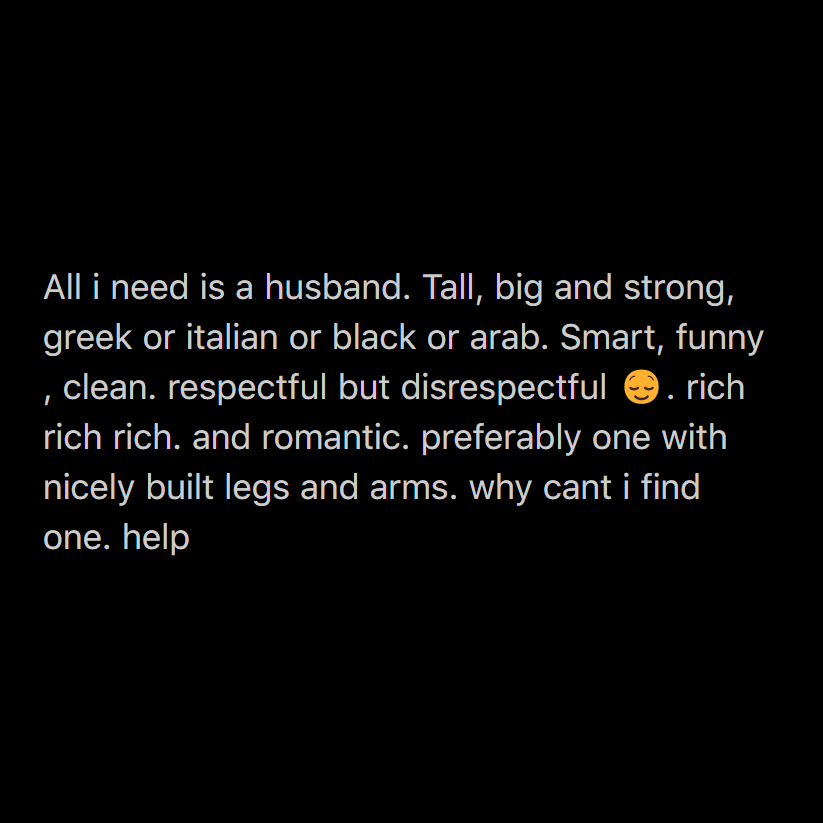 All i need is a husband. Tall, big and strong,
greek or italian or black or arab. Smart, funny
, clean. respectful but disrespectful 😌. rich
rich rich. and romantic. preferably one with
nicely built legs and arms. why cant i find
one. help